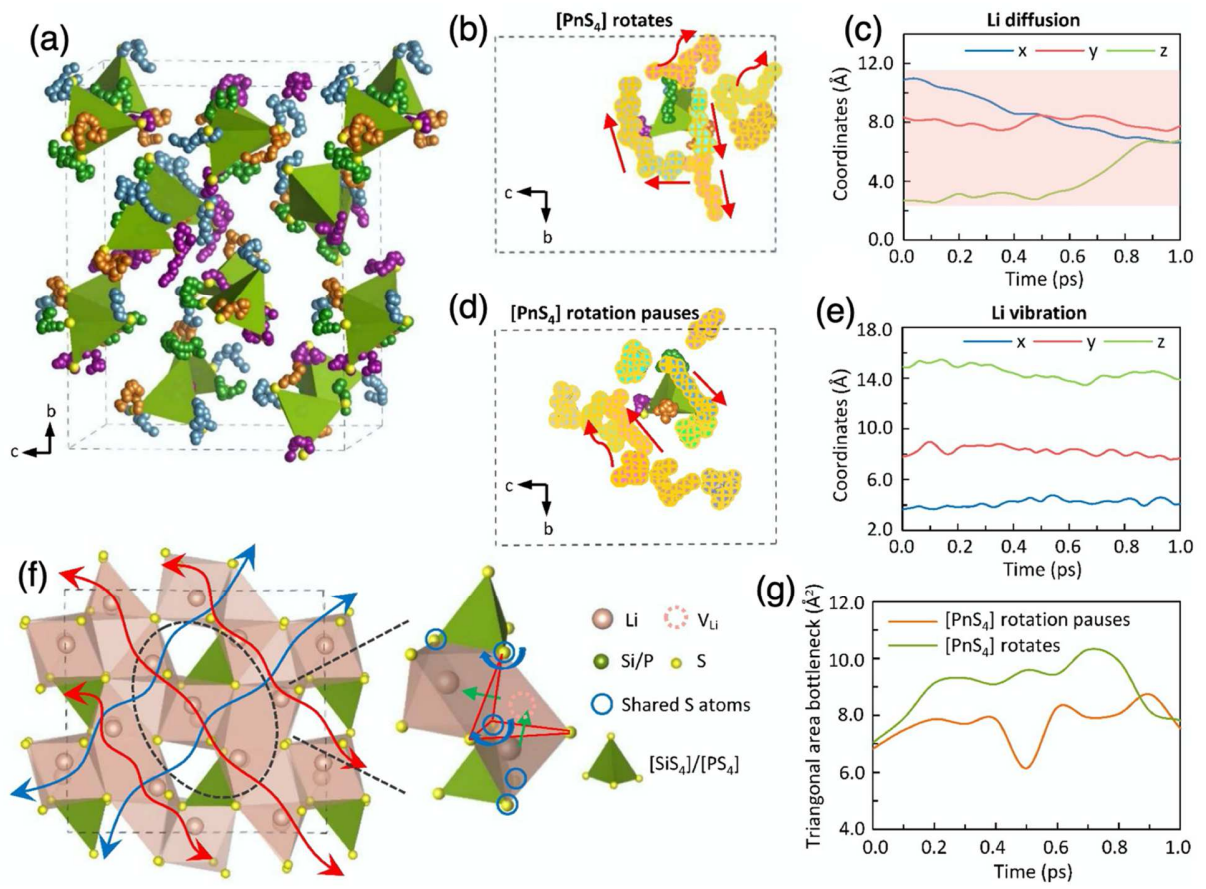 (a)
b
c
(b)
[PnS4] rotates
c
b
(c)
Li diffusion
x y z
Coordinates (Å)
12.0
8.0
4.0
0.0
0.0 0.2 0.4 0.6 0.8 1.0
Time (ps)
(d)
[PnS4] rotation pauses
c
b
(e)
Li vibration
x y z
Coordinates (Å)
18.0
14.0
10.0
6.0
2.0
0.0 0.2 0.4 0.6 0.8 1.0
Time (ps)
(f)
Li
VLi
Si/P
S
Shared S atoms
[SiS4]/[PS4]
(g)
Triangonal area bottleneck (Å²)
12.0
10.0
8.0
6.0
4.0
[PnS4] rotation pauses
[PnS4] rotates
0.0 0.2 0.4 0.6 0.8 1.0
Time (ps)